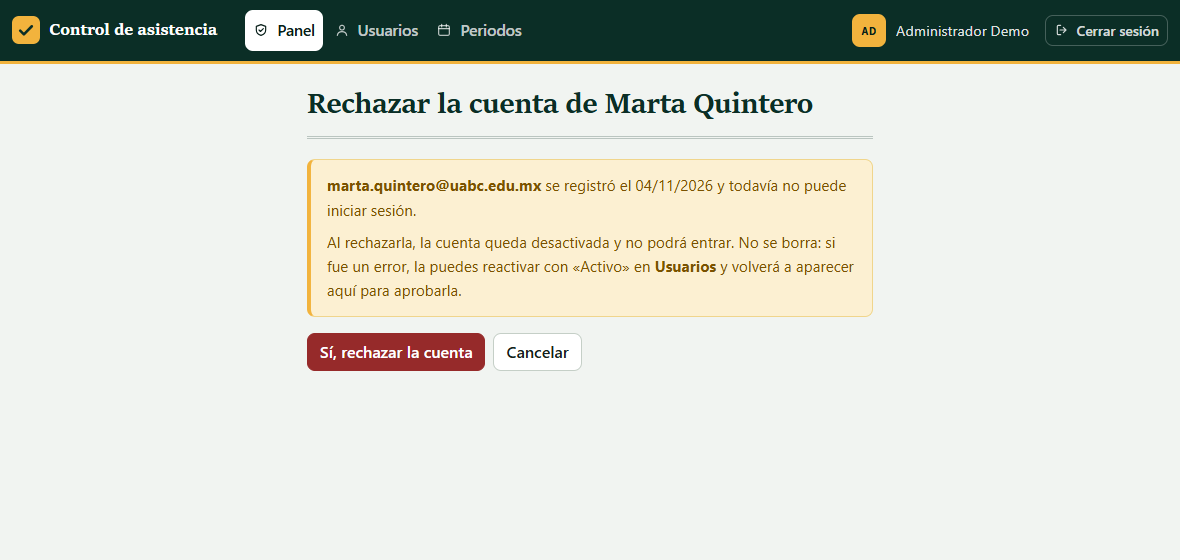 Control de asistencia
Panel
Usuarios
Periodos
AD
Administrador Demo
Cerrar sesión
Rechazar la cuenta de Marta Quintero
marta.quintero@uabc.edu.mx se registró el 04/11/2026 y todavía no puede
iniciar sesión.
Al rechazarla, la cuenta queda desactivada y no podrá entrar. No se borra: si
fue un error, la puedes reactivar con «Activo» en Usuarios y volverá a aparecer
aquí para aprobarla.
Sí, rechazar la cuenta
Cancelar